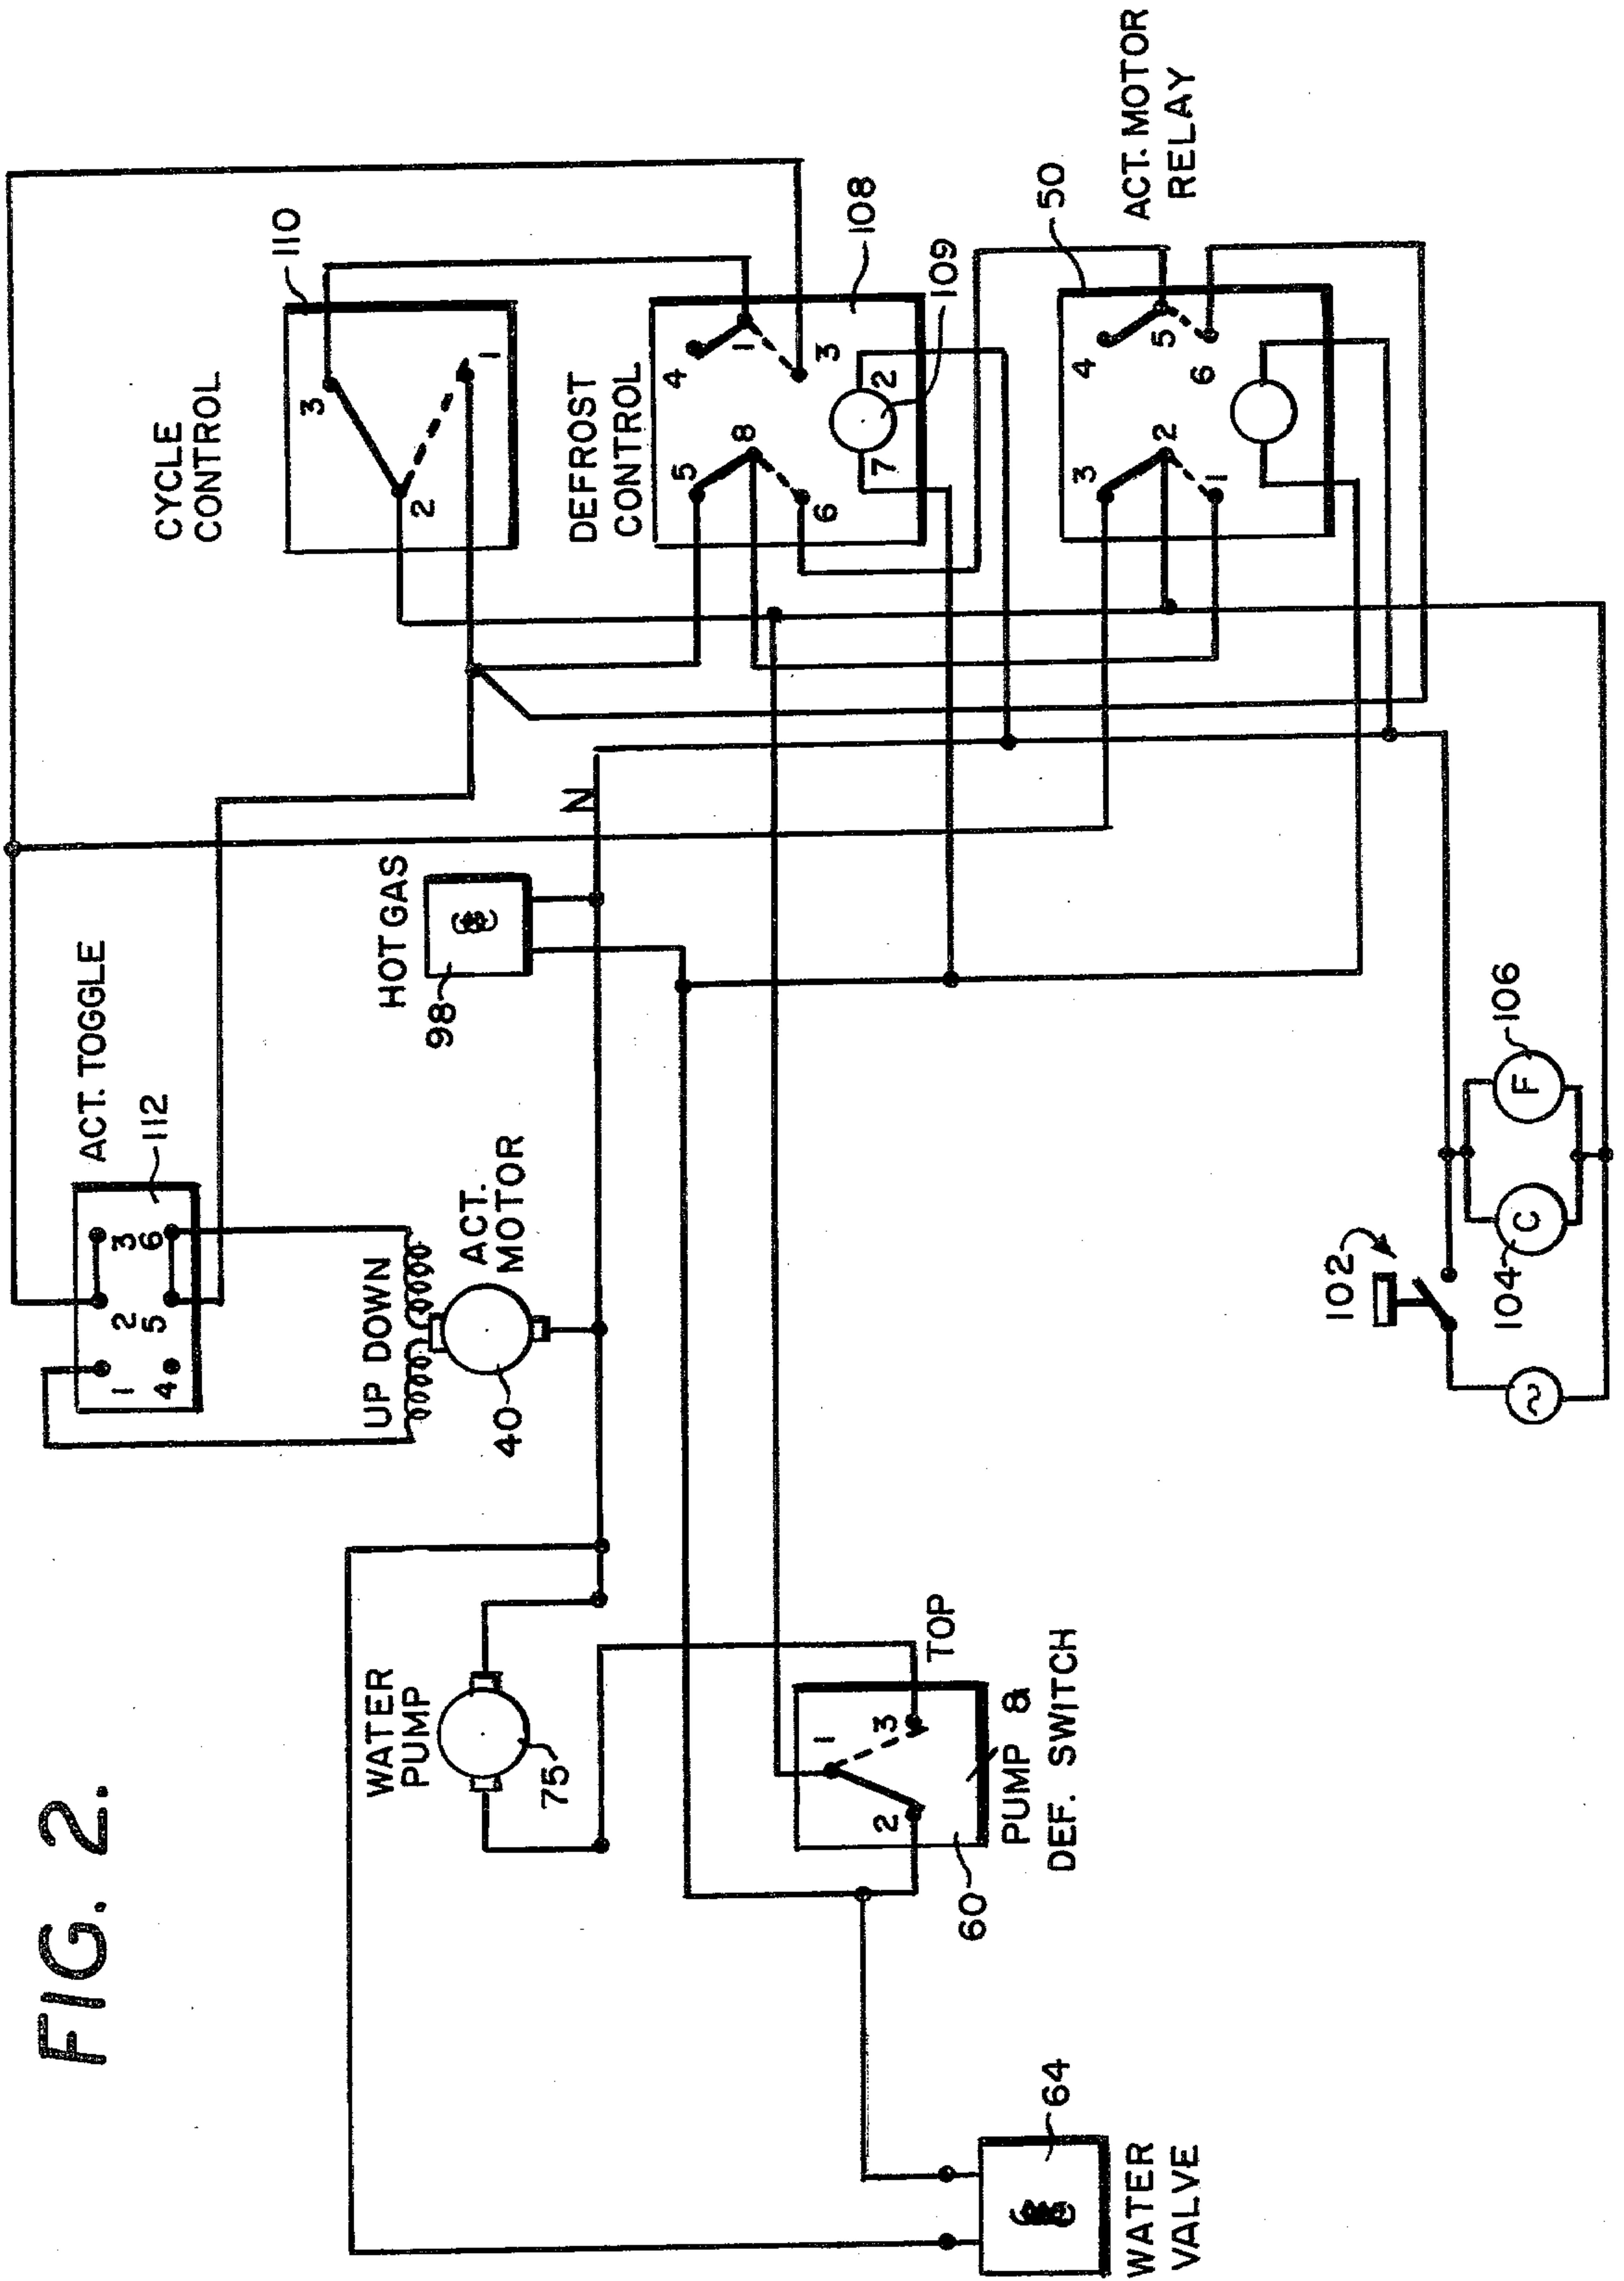 FIG. 2.
ACT. TOGGLE
112
1
2
3
4
5
6
UP DOWN
ACT.
MOTOR
40
HOT GAS
98
N
CYCLE
CONTROL
110
3
2
1
DEFROST
CONTROL
108
109
4
1
3
5
8
6
7
2
ACT. MOTOR
RELAY
50
4
5
6
3
2
1
WATER
PUMP
75
TOP
1
3
2
60
PUMP &
DEF. SWITCH
WATER
VALVE
64
102
104
C
F
106
~